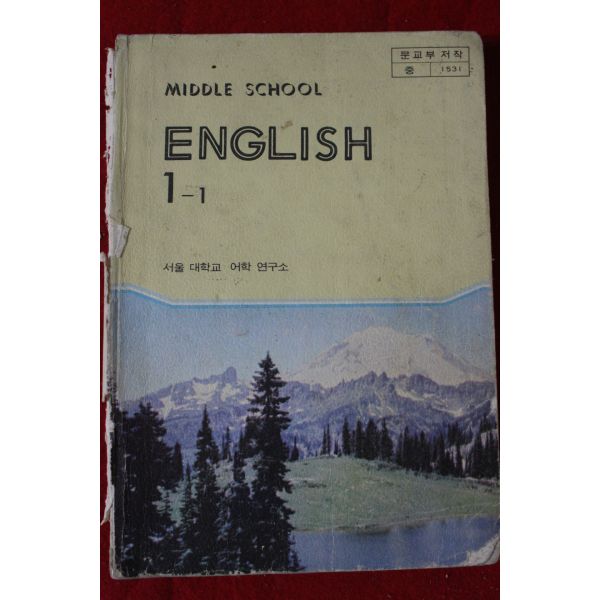 문교부 저작
중 1531
MIDDLE SCHOOL
ENGLISH
1-1
서울 대학교 어학 연구소